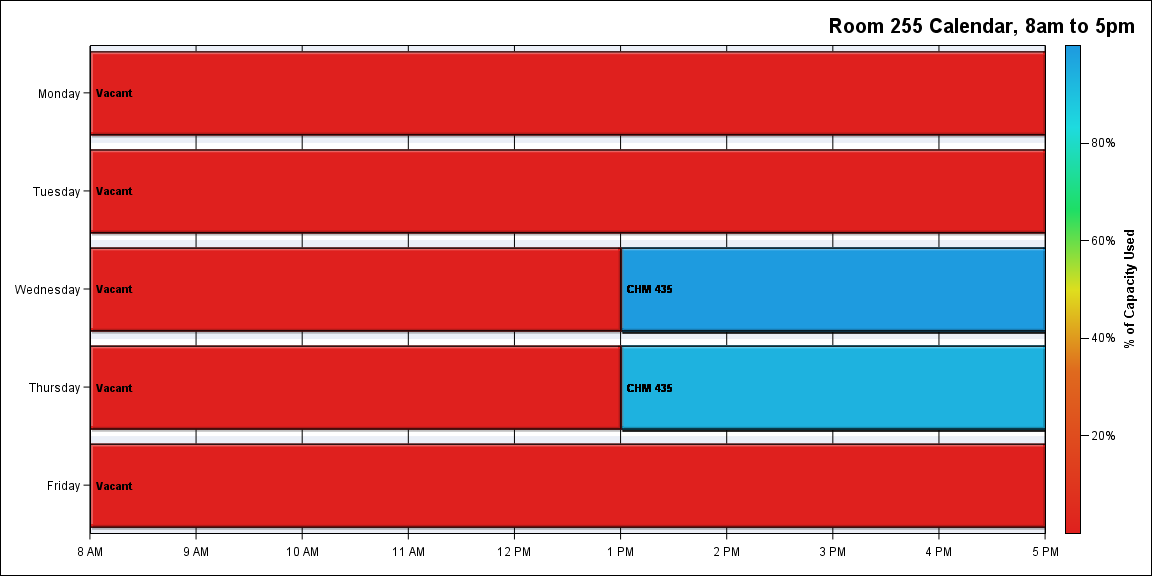 Room 255 Calendar, 8am to 5pm
Monday
Vacant
Tuesday
Vacant
Wednesday
Vacant
CHM 435
Thursday
Vacant
CHM 435
Friday
Vacant
8 AM 9 AM 10 AM 11 AM 12 PM 1 PM 2 PM 3 PM 4 PM 5 PM
80%
60%
40%
20%
% of Capacity Used